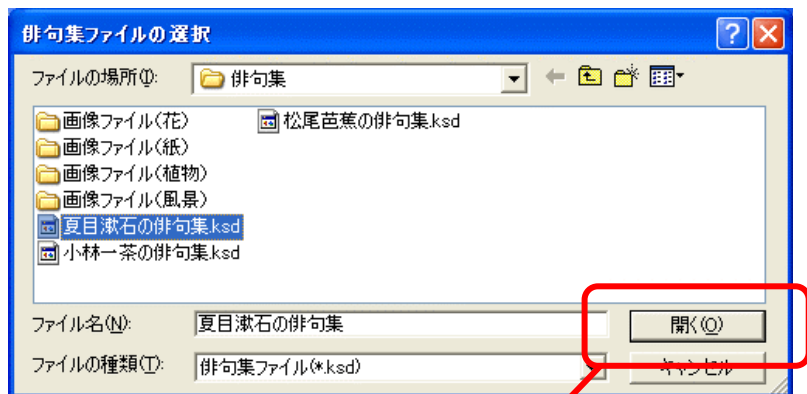 俳句集ファイルの選択
ファイルの場所(I):
俳句集
画像ファイル(花)
画像ファイル(紙)
画像ファイル(植物)
画像ファイル(風景)
夏目漱石の俳句集.ksd
小林一茶の俳句集.ksd
松尾芭蕉の俳句集.ksd
ファイル名(N):
夏目漱石の俳句集
開く(O)
ファイルの種類(T):
俳句集ファイル(*.ksd)
キャンセル